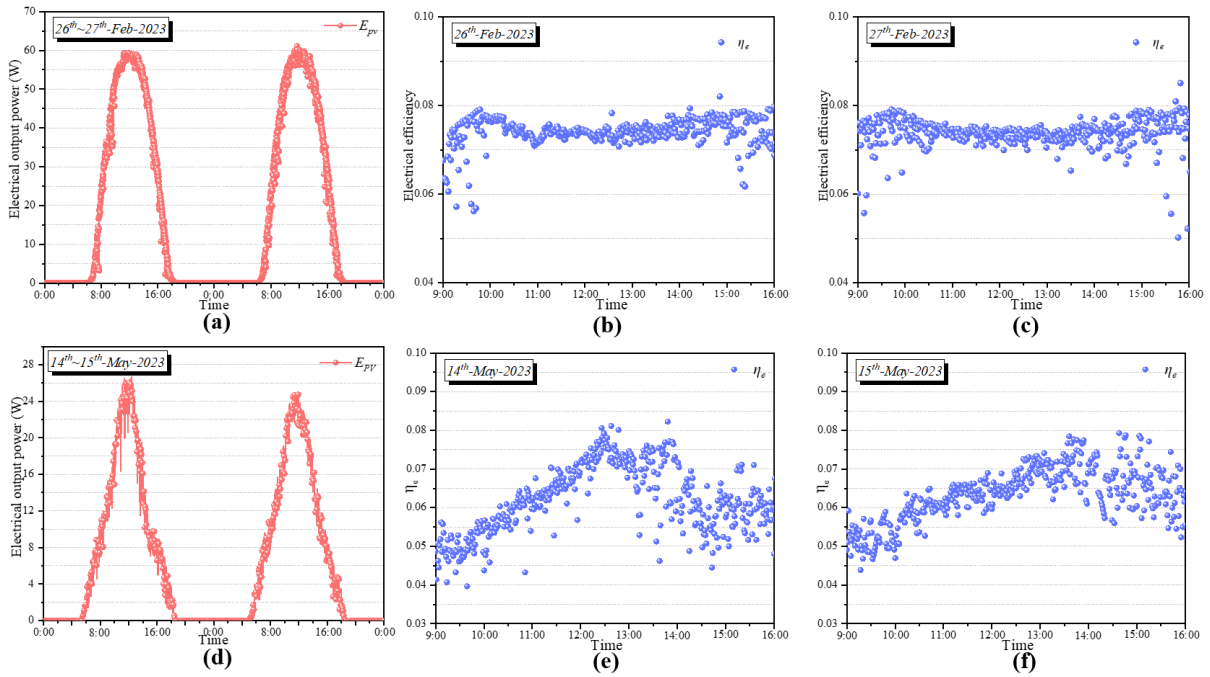 70
60
50
40
30
20
10
0
Electrical output power (W)
26th~27th-Feb-2023
Epv
0:00 8:00 16:00 0:00 8:00 16:00 0:00
Time
(a)
0.10
0.08
0.06
0.04
Electrical efficiency
26th-Feb-2023
ηe
9:00 10:00 11:00 12:00 13:00 14:00 15:00 16:00
Time
(b)
0.10
0.08
0.06
0.04
Electrical efficiency
27th-Feb-2023
ηe
9:00 10:00 11:00 12:00 13:00 14:00 15:00 16:00
Time
(c)
28
24
20
16
12
8
4
0
Electrical output power (W)
14th~15th-May-2023
EPV
0:00 8:00 16:00 0:00 8:00 16:00 0:00
Time
(d)
0.10
0.09
0.08
0.07
0.06
0.05
0.04
0.03
ηe
14th-May-2023
ηe
9:00 10:00 11:00 12:00 13:00 14:00 15:00 16:00
Time
(e)
0.10
0.09
0.08
0.07
0.06
0.05
0.04
0.03
ηe
15th-May-2023
ηe
9:00 10:00 11:00 12:00 13:00 14:00 15:00 16:00
Time
(f)